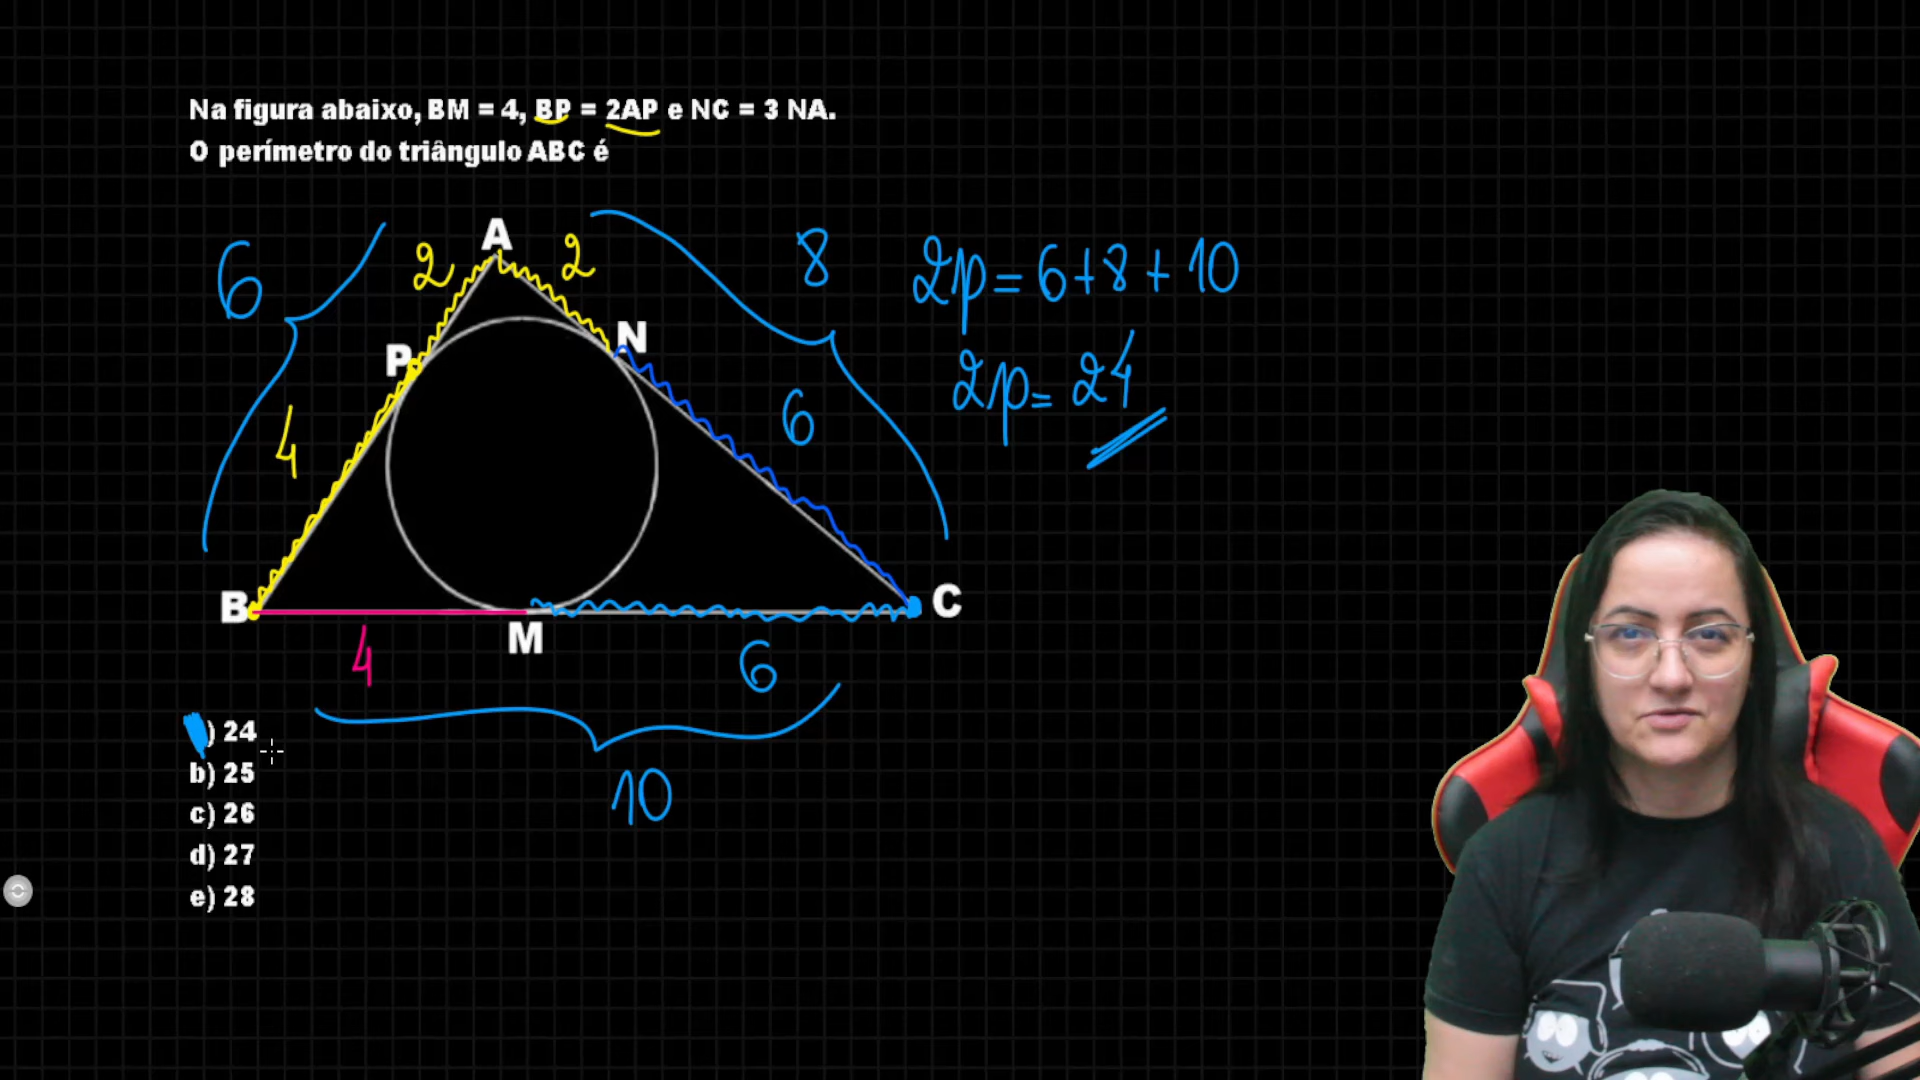 Na figura abaixo, BM = 4, BP = 2AP e NC = 3 NA.
O perímetro do triângulo ABC é
A
2
2
6
8
2p = 6+8+10
P
N
4
6
2p = 24
B
C
M
4
6
10
) 24
b) 25
c) 26
d) 27
e) 28